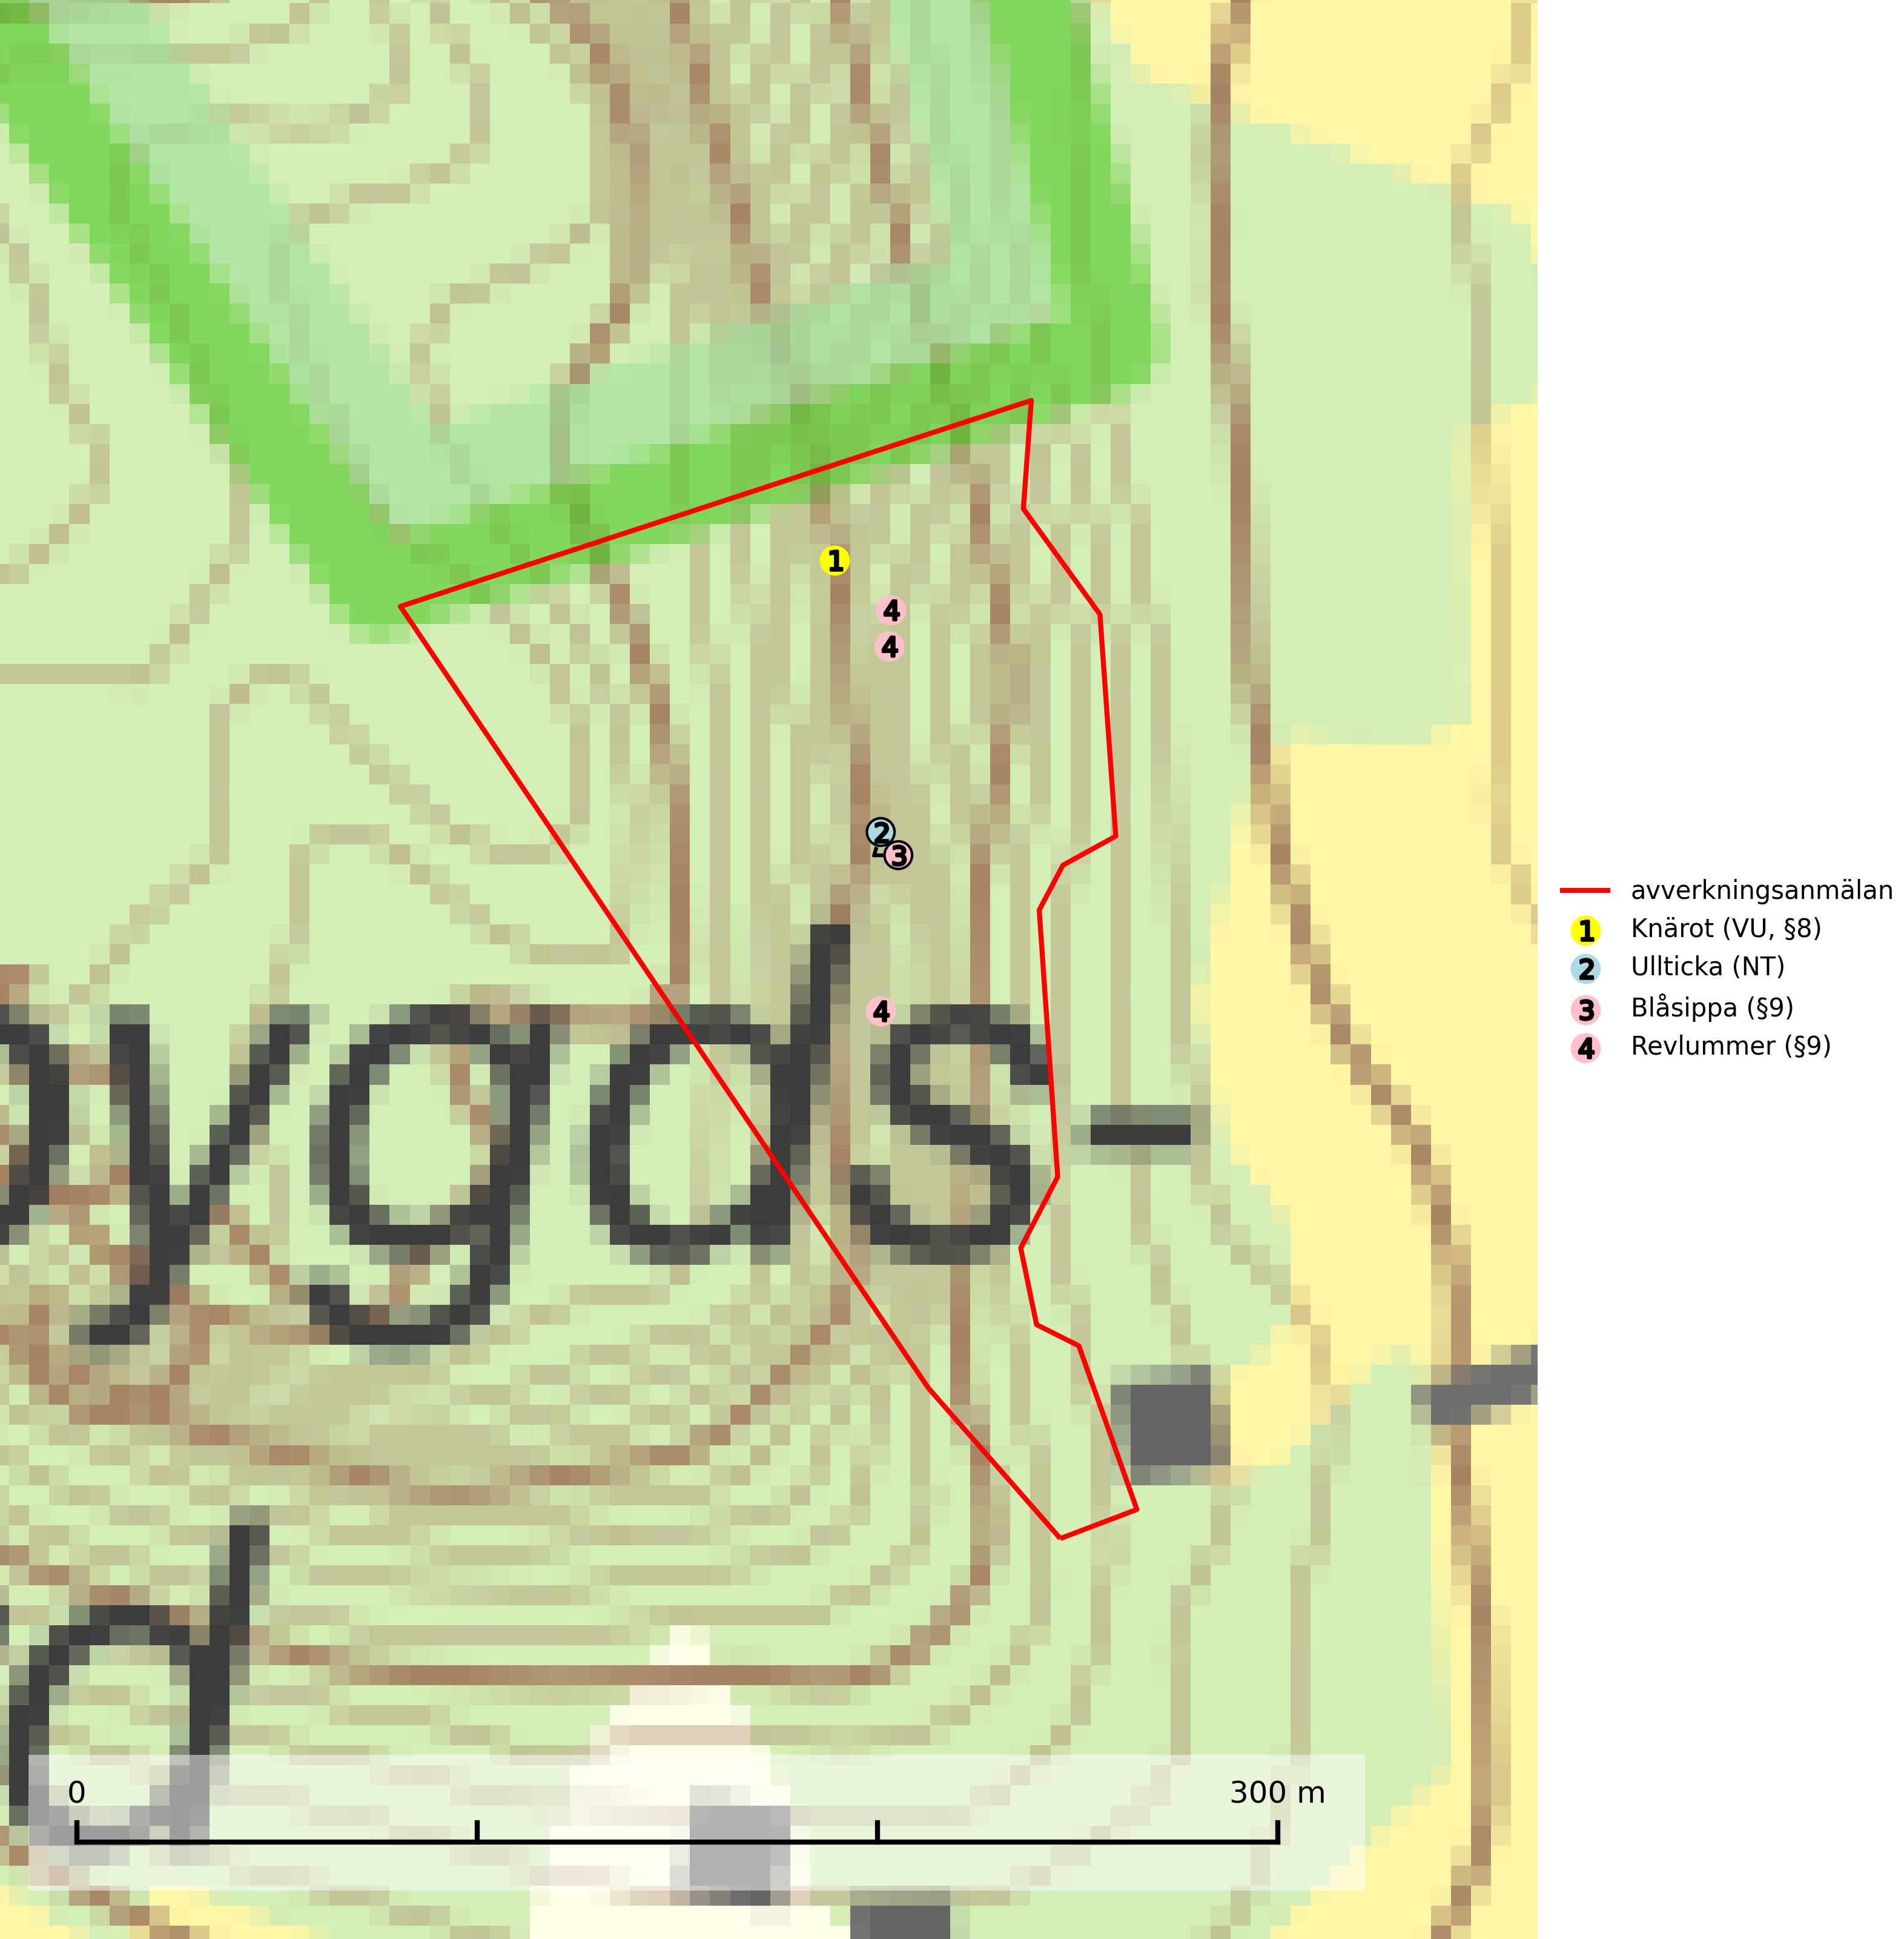 1
4
4
2
3
4
ygds-
d
avverkningsanmälan
1 Knärot (VU, §8)
2 Ullticka (NT)
3 Blåsippa (§9)
4 Revlummer (§9)
0 300 m